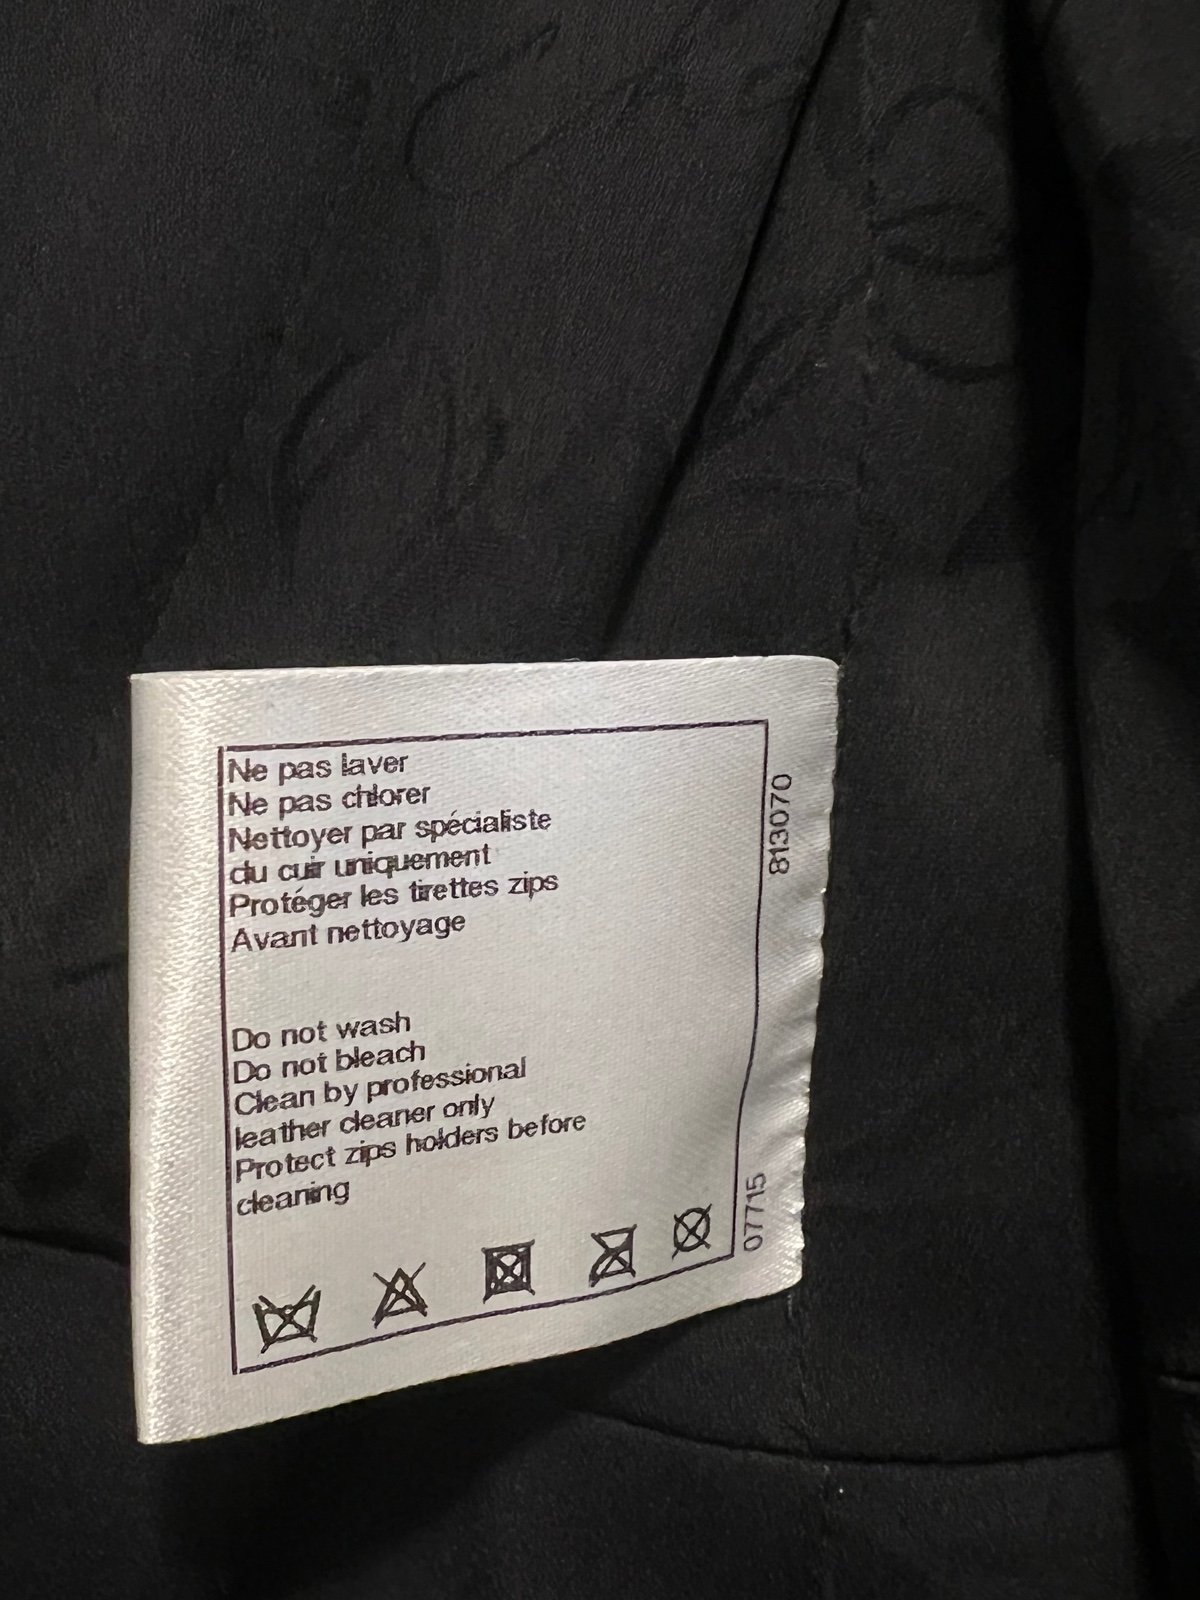 Ne pas laver
Ne pas chlorer
Nettoyer par spécialiste
du cuir uniquement
Protéger les tirettes zips
Avant nettoyage
Do not wash
Do not bleach
Clean by professional
leather cleaner only
Protect zips holders before
cleaning
813070
07715